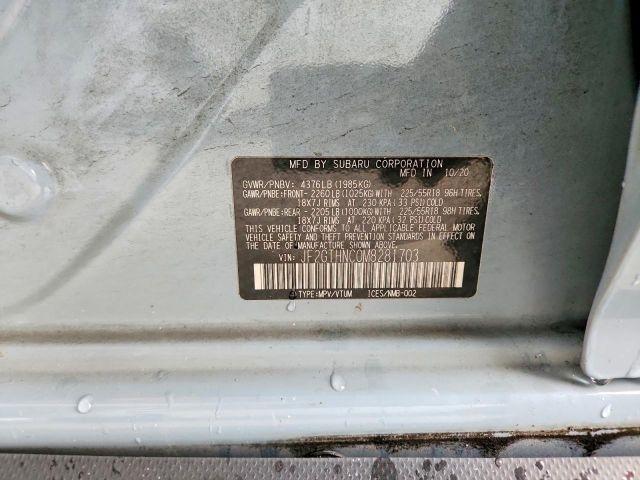 MFD BY SUBARU CORPORATION
MFD IN 10/20
GVWR/PNBV: 4376LB(1985KG)
GAWR/PNBE:FRONT- 2260LB(1025KG)WITH 225/55R18 98H TIRES,
18X7J RIMS AT 230 KPA(33 PSI)COLD
GAWR/PNBE:REAR - 2205LB(1000KG)WITH 225/55R18 98H TIRES,
18X7J RIMS AT 220 KPA(32 PSI)COLD
THIS VEHICLE CONFORMS TO ALL APPLICABLE FEDERAL MOTOR
VEHICLE SAFETY AND THEFT PREVENTION STANDARDS IN EFFECT
ON THE DATE OF MANUFACTURE SHOWN ABOVE.
VIN: JF2GTHNC0M8281703
TYPE:MPV/VTUM ICES/NMB-002